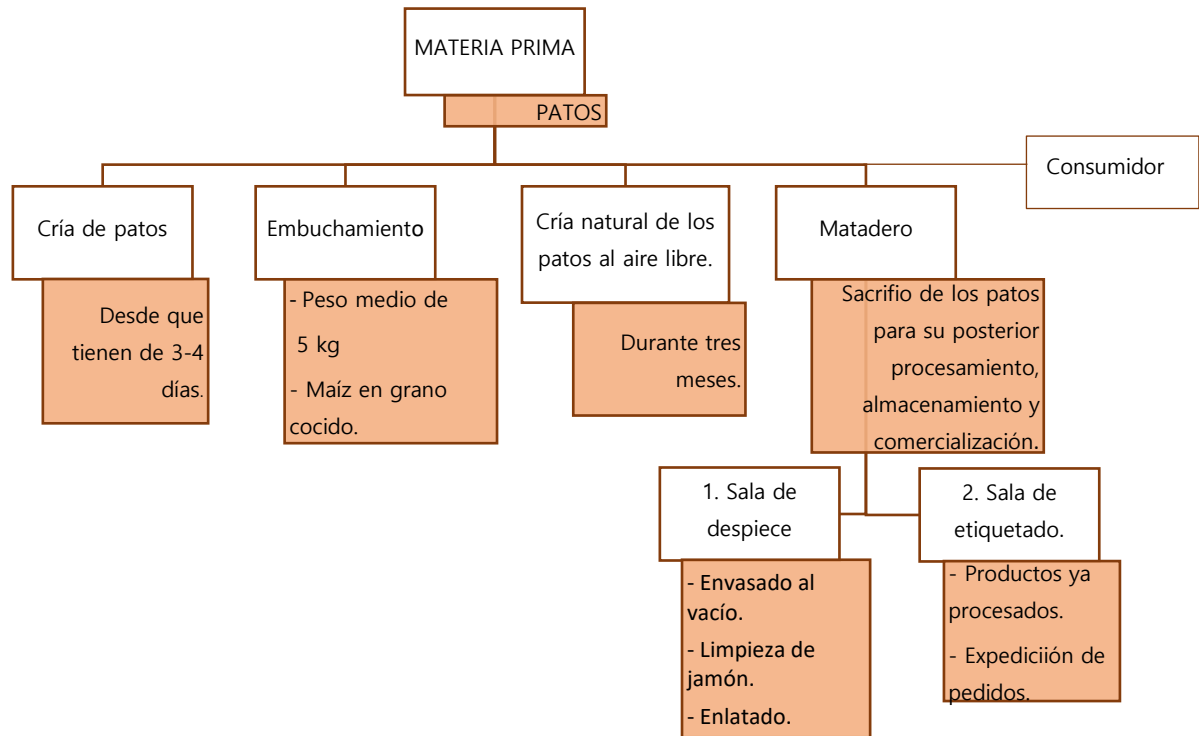 MATERIA PRIMA
PATOS
Consumidor
Cría de patos
Desde que
tienen de 3-4
días.
Embuchamiento
- Peso medio de
5 kg
- Maíz en grano
cocido.
Cría natural de los
patos al aire libre.
Durante tres
meses.
Matadero
Sacrifio de los patos
para su posterior
procesamiento,
almacenamiento y
comercialización.
1. Sala de
despiece
- Envasado al
vacío.
- Limpieza de
jamón.
- Enlatado.
2. Sala de
etiquetado.
- Productos ya
procesados.
- Expediciión de
pedidos.